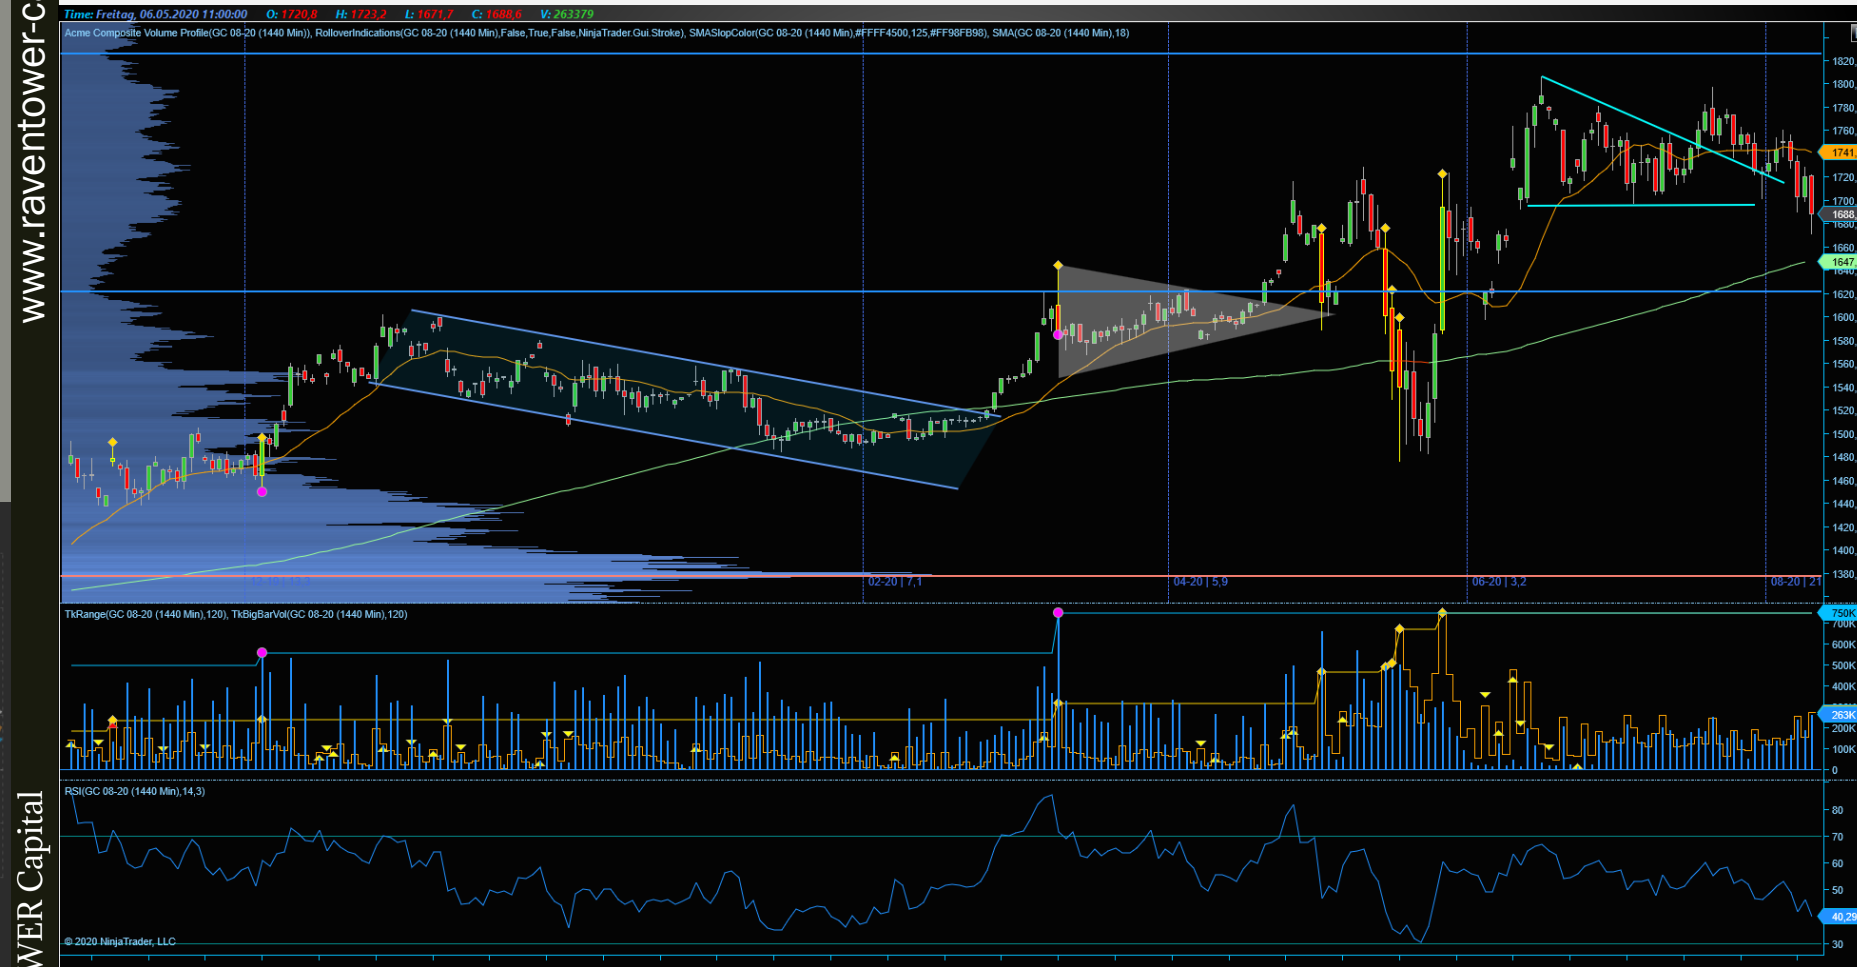 www.raventower-c
WER Capital
Time: Freitag, 06.05.2020 11:00:00 O: 1720,8 H: 1723,2 L: 1671,7 C: 1688,6 V: 263379
Acme Composite Volume Profile(GC 08-20 (1440 Min)), RolloverIndications(GC 08-20 (1440 Min),False,True,False,NinjaTrader.Gui.Stroke), SMASlopColor(GC 08-20 (1440 Min),#FFFF4500,125,#FF98FB98), SMA(GC 08-20 (1440 Min),18)
1820,
1800,
1780,
1760,
1741,
1720,
1700,
1688,
1680,
1660,
1647,
1640,
1620,
1600,
1580,
1560,
1540,
1520,
1500,
1480,
1460,
1440,
1420,
1400,
1380,
02-20 | 7,1
04-20 | 5,9
06-20 | 3,2
08-20 | 21
TkRange(GC 08-20 (1440 Min),120), TkBigBarVol(GC 08-20 (1440 Min),120)
750K
700K
600K
500K
400K
263K
200K
100K
0
RSI(GC 08-20 (1440 Min),14,3)
80
70
60
50
40,29
30
© 2020 NinjaTrader, LLC